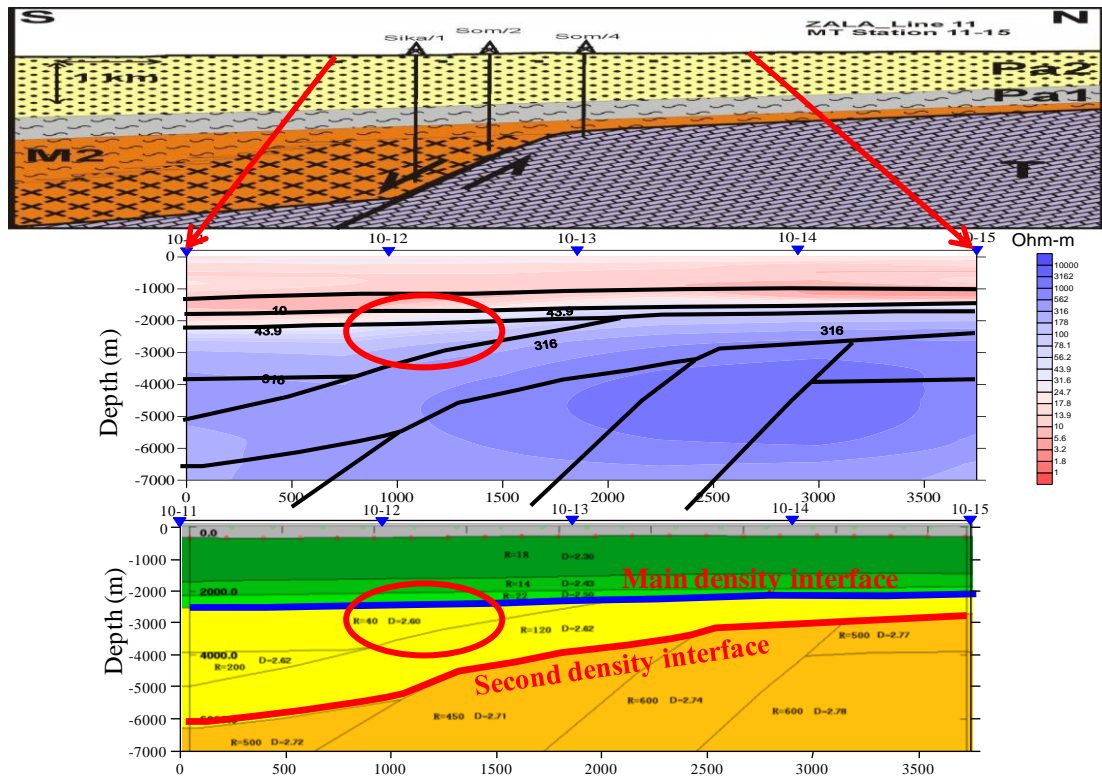 S
N
ZALA_Line 11
MT Station 11-15
Sika/1
Som/2
Som/4
1 km
Pa2
Pa1
M2
T
10-12
10-13
10-14
10-15
Ohm-m
Depth (m)
0
-1000
-2000
-3000
-4000
-5000
-6000
-7000
10
43.9
43.9
316
316
316
10000
3162
1000
562
316
178
100
78.1
56.2
43.9
31.6
24.7
17.8
13.9
10
5.6
3.2
1.8
1
0 500 1000 1500 2000 2500 3000 3500
10-11 10-12 10-13 10-14 10-15
Depth (m)
0
-1000
-2000
-3000
-4000
-5000
-6000
-7000
0.0
R=18 D=2.30
2000.0
R=14 D=2.43
Main density interface
R=22 D=2.50
R=40 D=2.60
R=120 D=2.62
R=500 D=2.77
4000.0
R=200 D=2.62
Second density interface
R=600 D=2.74
R=600 D=2.78
R=450 D=2.71
R=500 D=2.72
0 500 1000 1500 2000 2500 3000 3500